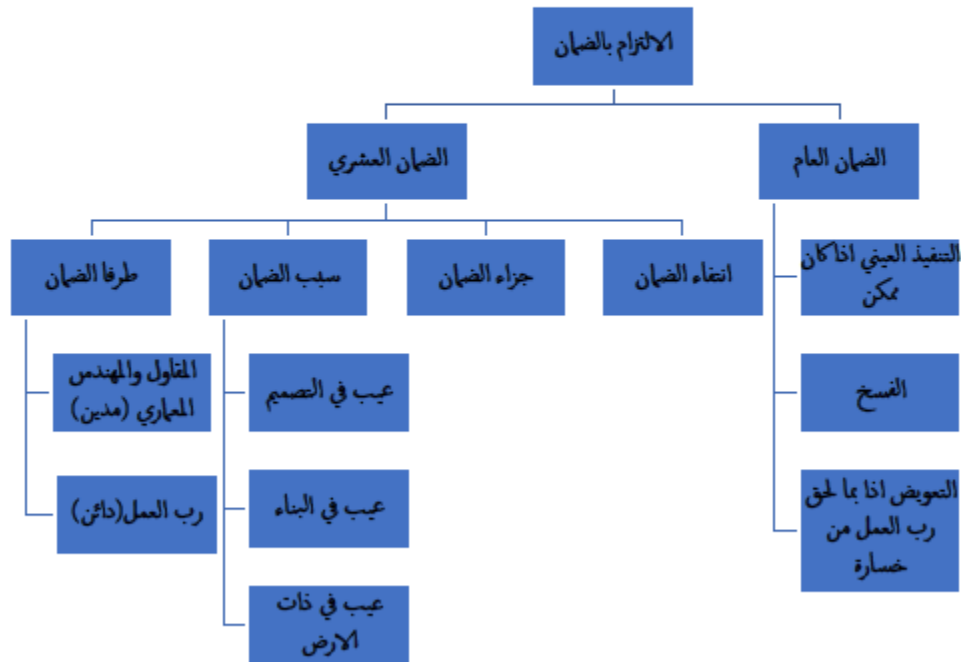 الالتزام بالضمان
الضمان العام
الضمان العشري
التنفيذ العيني اذا كان
ممكن
الفسخ
التعويض اذا بما لحق
رب العمل من
خسارة
انتفاء الضمان
جزاء الضمان
سبب الضمان
عيب في التصميم
عيب في البناء
عيب في ذات
الارض
طرفا الضمان
المقاول والمهندس
المعماري (مدين)
رب العمل(دائن)